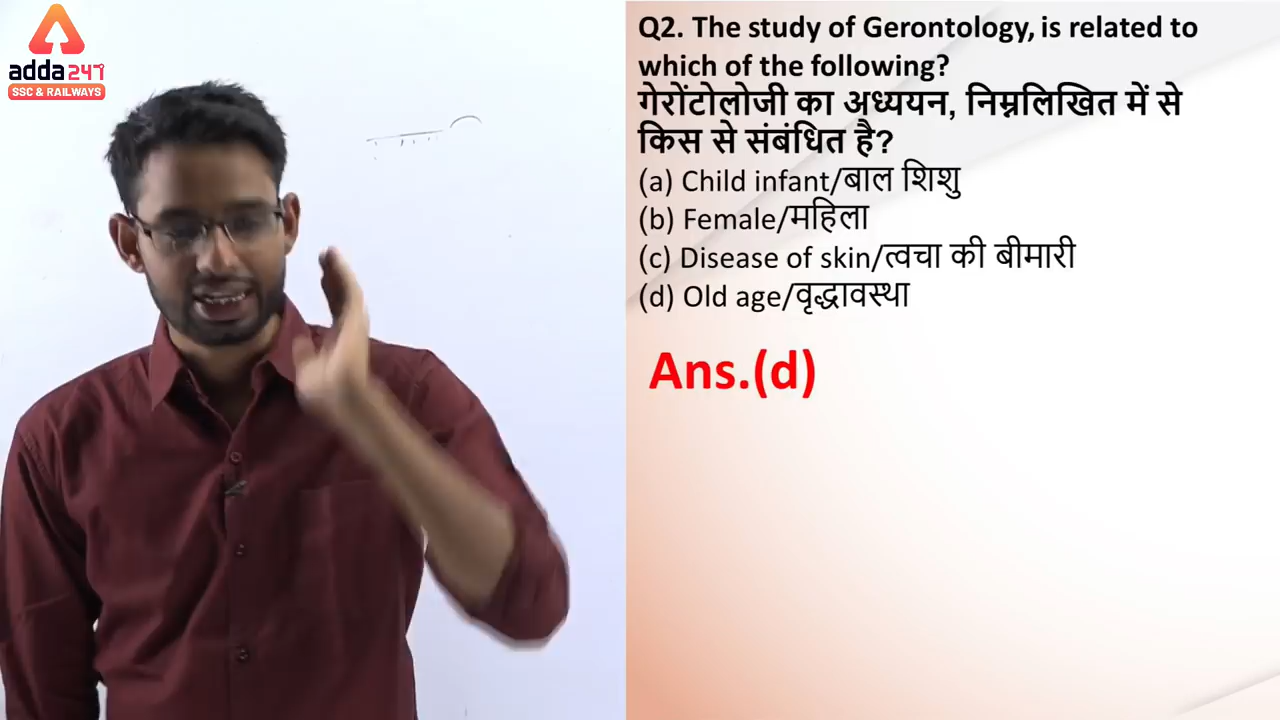 adda247
SSC & RAILWAYS
Q2. The study of Gerontology, is related to
which of the following?
गेरोंटोलोजी का अध्ययन, निम्नलिखित में से
किस से संबंधित है?
(a) Child infant/बाल शिशु
(b) Female/महिला
(c) Disease of skin/त्वचा की बीमारी
(d) Old age/वृद्धावस्था
Ans.(d)